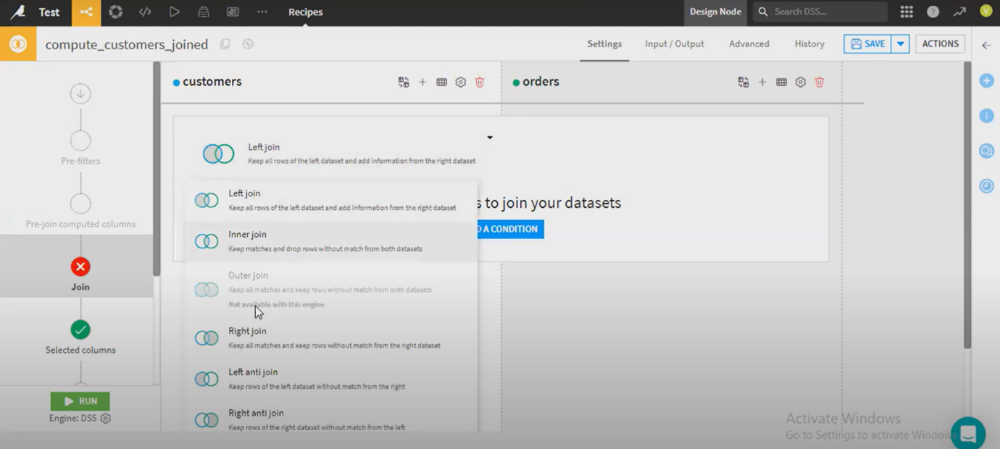 Test
Recipes
Design Node
Search DSS...
V
compute_customers_joined
Settings
Input / Output
Advanced
History
SAVE
ACTIONS
customers
orders
Pre-filters
Pre-join computed columns
Join
Selected columns
RUN
Engine: DSS
Left join
Keep all rows of the left dataset and add information from the right dataset
Left join
Keep all rows of the left dataset and add information from the right dataset
s to join your datasets
D A CONDITION
Inner join
Keep matches and drop rows without match from both datasets
Outer join
Keep all matches and keep rows without match from both datasets
Not available with this engine
Right join
Keep all matches and keep rows without match from the right dataset
Left anti join
Keep rows of the left dataset without match from the right
Right anti join
Keep rows of the right dataset without match from the left
Activate Windows
Go to Settings to activate Windows